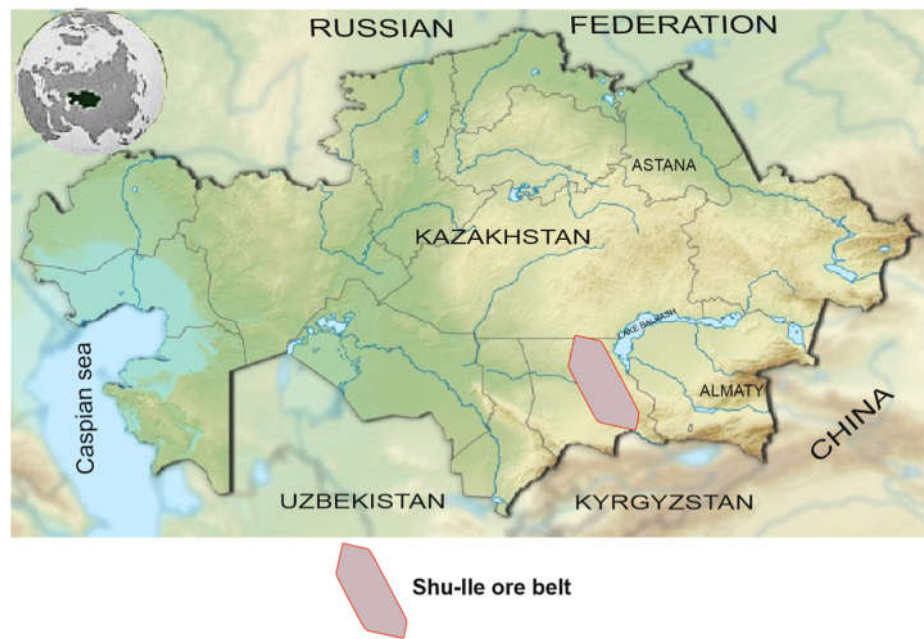 RUSSIAN FEDERATION
ASTANA
KAZAKHSTAN
LAKE BALKASH
Caspian sea
ALMATY
CHINA
UZBEKISTAN
KYRGYZSTAN
Shu-Ile ore belt